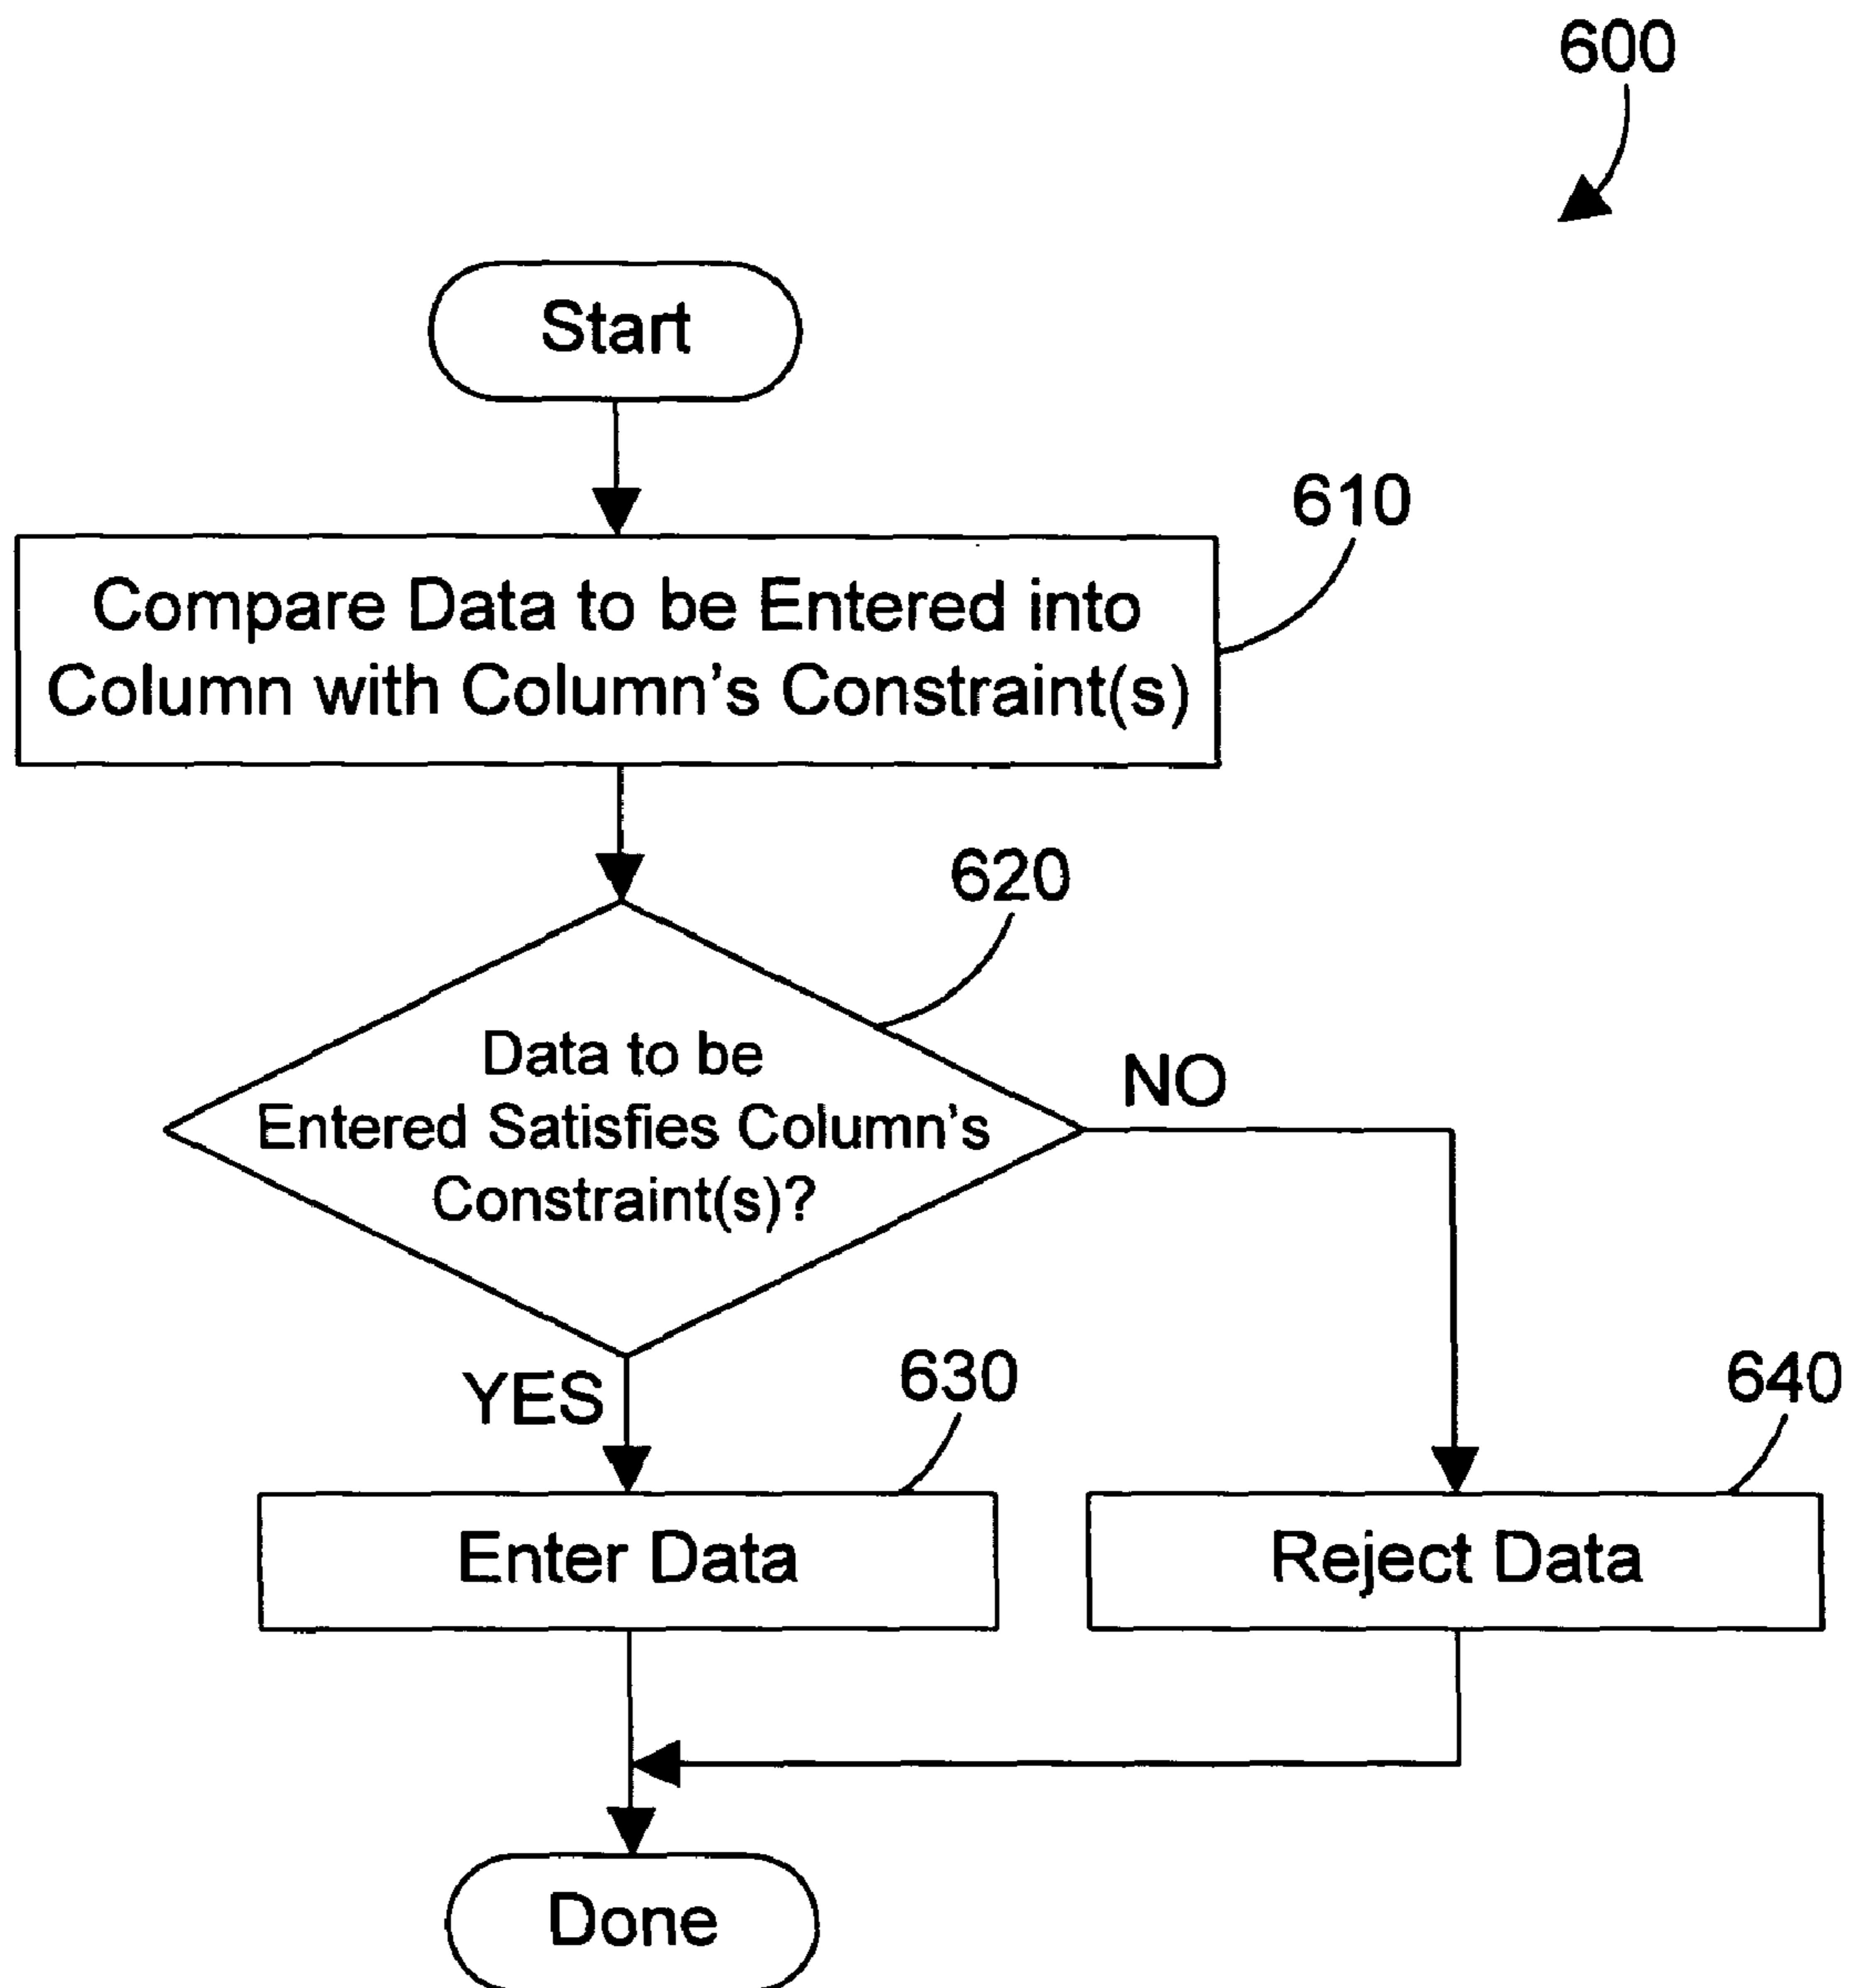 600
Start
610
Compare Data to be Entered into
Column with Column's Constraint(s)
620
Data to be
Entered Satisfies Column's
Constraint(s)?
NO
YES
630
640
Enter Data
Reject Data
Done